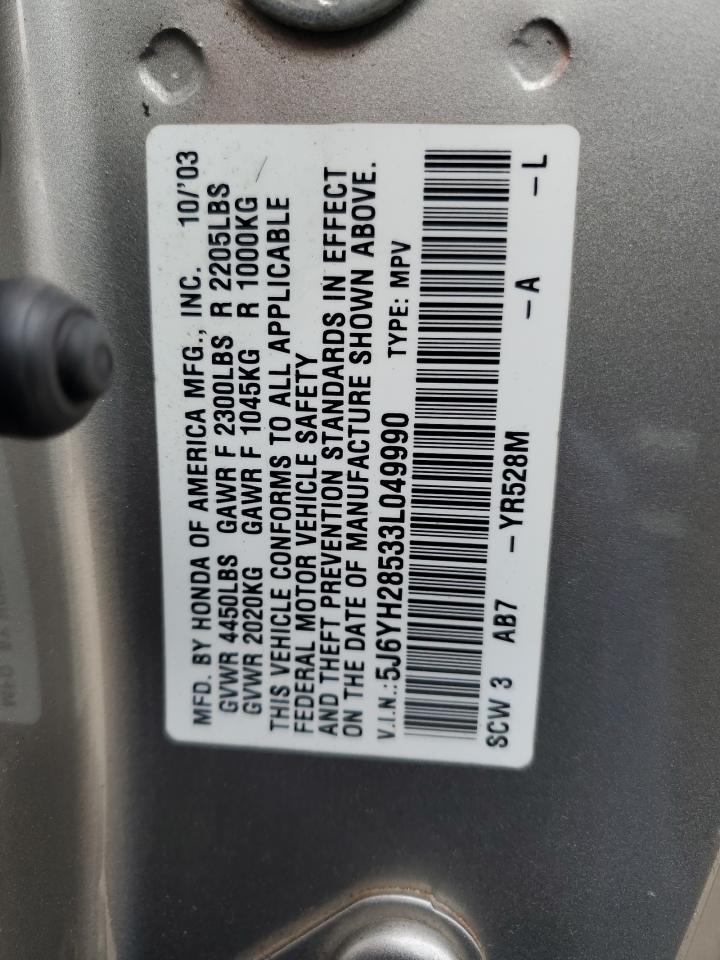 MFD. BY HONDA OF AMERICA MFG., INC. 10/'03
GVWR 4450LBS GAWR F 2300LBS R 2205LBS
GVWR 2020KG GAWR F 1045KG R 1000KG
THIS VEHICLE CONFORMS TO ALL APPLICABLE
FEDERAL MOTOR VEHICLE SAFETY
AND THEFT PREVENTION STANDARDS IN EFFECT
ON THE DATE OF MANUFACTURE SHOWN ABOVE.
V.I.N.: 5J6YH28533L049990 TYPE: MPV
SCW 3 AB7 -YR528M -A -L